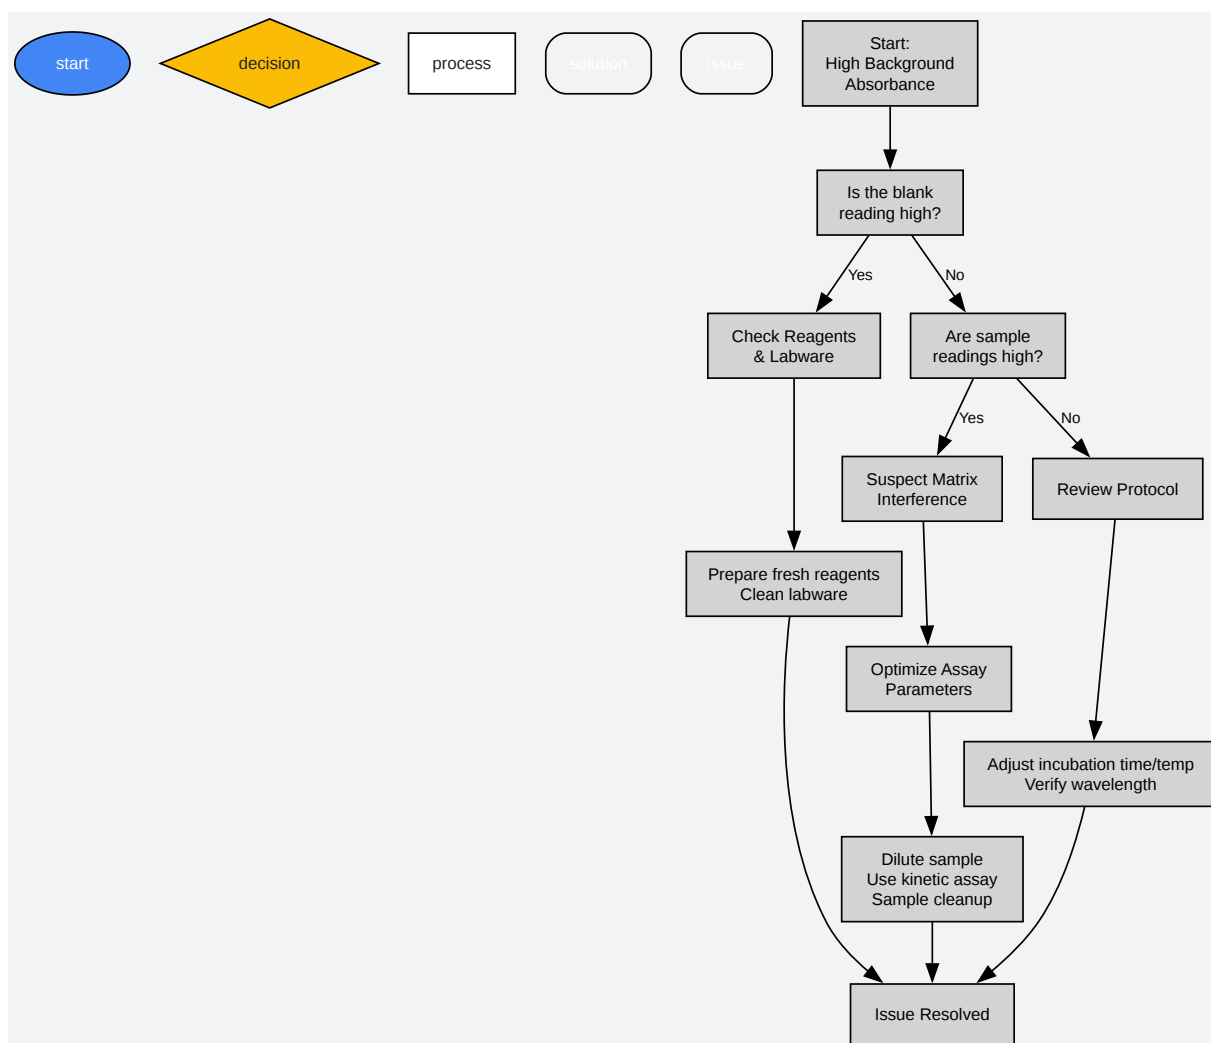 start
decision
process
solution
issue
Start:
High Background
Absorbance
Is the blank
reading high?
Yes
No
Check Reagents
& Labware
Are sample
readings high?
Yes
No
Suspect Matrix
Interference
Review Protocol
Prepare fresh reagents
Clean labware
Optimize Assay
Parameters
Adjust incubation time/temp
Verify wavelength
Dilute sample
Use kinetic assay
Sample cleanup
Issue Resolved